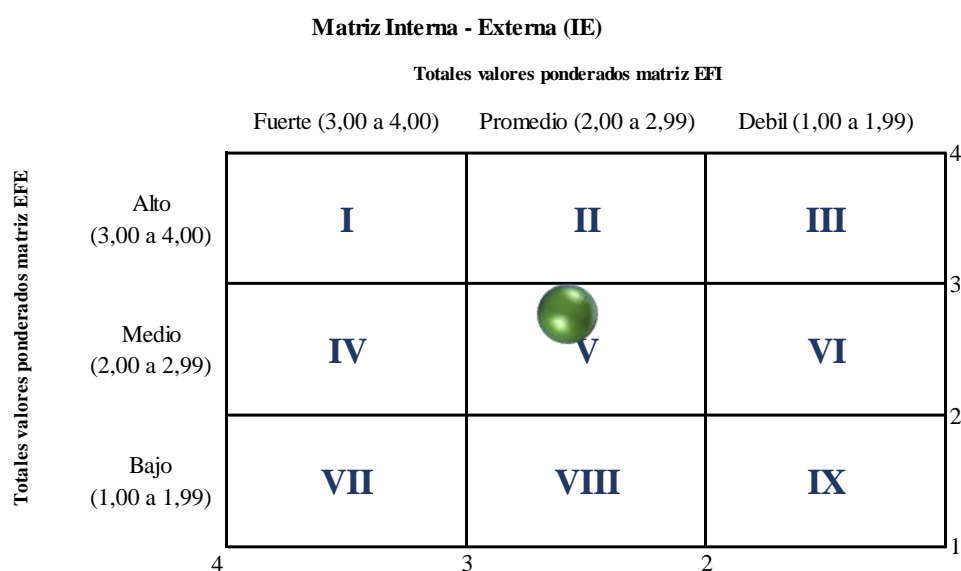 Matriz Interna - Externa (IE)
Totales valores ponderados matriz EFI
Fuerte (3,00 a 4,00) Promedio (2,00 a 2,99) Debil (1,00 a 1,99)
Totales valores ponderados matriz EFE
4
Alto
(3,00 a 4,00)
I II III
3
Medio
(2,00 a 2,99)
IV V VI
2
Bajo
(1,00 a 1,99)
VII VIII IX
4 3 2 1